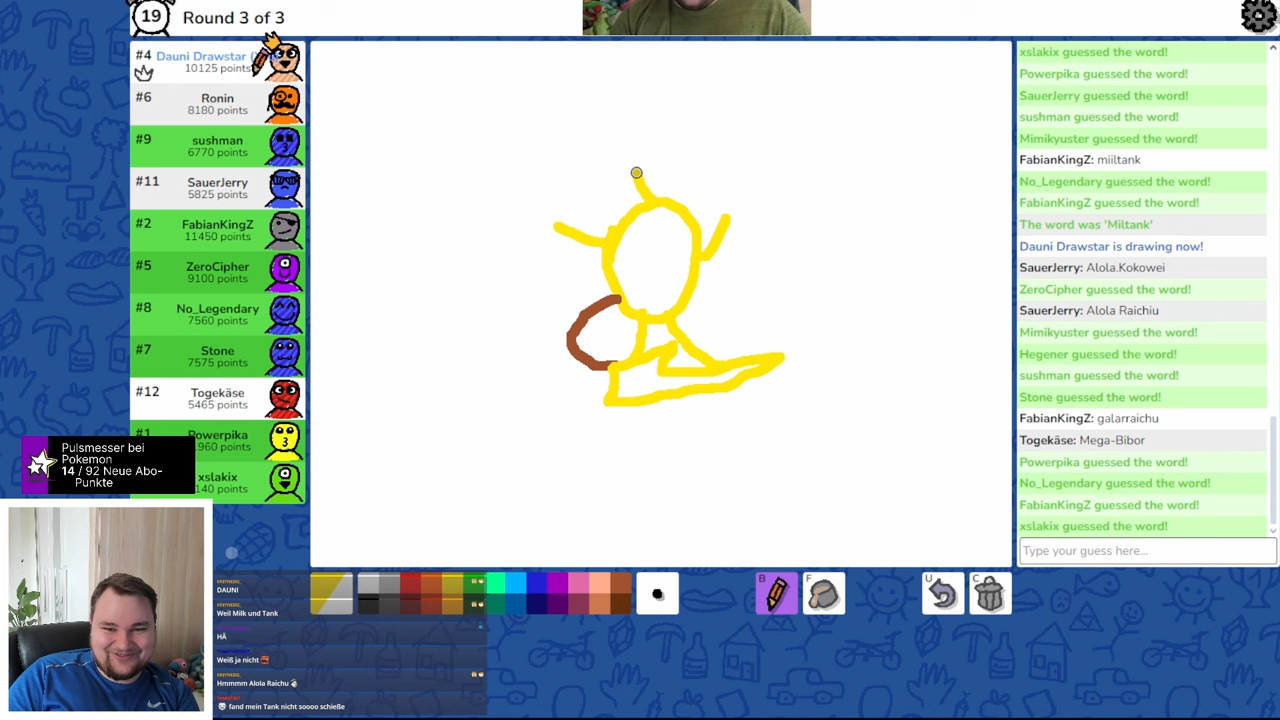 19
Round 3 of 3
#4
Dauni Drawstar (
10125 points
#6
Ronin
8180 points
#9
sushman
6770 points
#11
SauerJerry
5825 points
#2
FabianKingZ
11450 points
#5
ZeroCipher
9100 points
#8
No_Legendary
7560 points
#7
Stone
7575 points
#12
Togekäse
5465 points
#1
Powerpika
960 points
xslakix
140 points
Pulsmesser bei
Pokemon
14 / 92 Neue Abo-
Punkte
xslakix guessed the word!
Powerpika guessed the word!
SauerJerry guessed the word!
sushman guessed the word!
Mimikyuster guessed the word!
FabianKingZ: miiltank
No_Legendary guessed the word!
FabianKingZ guessed the word!
The word was 'Miltank'
Dauni Drawstar is drawing now!
SauerJerry: Alola.Kokowei
ZeroCipher guessed the word!
SauerJerry: Alola Raichiu
Mimikyuster guessed the word!
Hegener guessed the word!
sushman guessed the word!
Stone guessed the word!
FabianKingZ: galarraichu
Togekäse: Mega-Bibor
Powerpika guessed the word!
No_Legendary guessed the word!
FabianKingZ guessed the word!
xslakix guessed the word!
Type your guess here...
B
F
U
C
DAUNI
Weil Milk und Tank
HÄ
Weiß ja nicht
Hmmmm Alola Raichu
fand mein Tank nicht soooo schieße